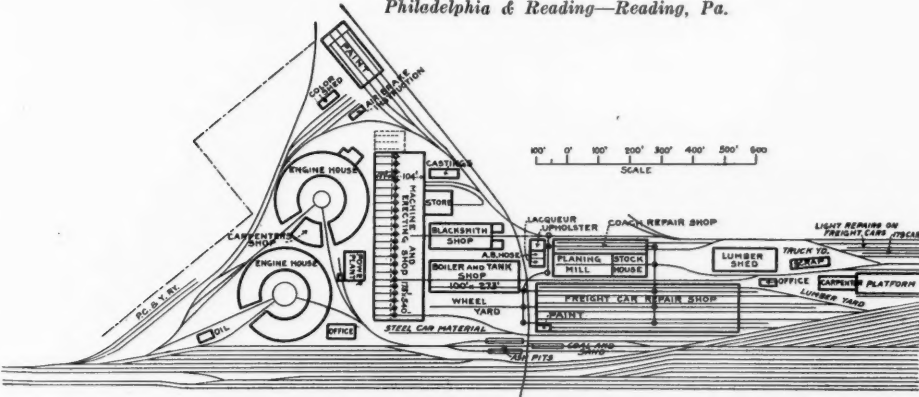 Philadelphia & Reading—Reading, Pa.
PAINT
COLOR
SHED
AIR BRAKE
INSTRUCTION
100' 0' 100' 200' 300' 400' 500' 600
SCALE
ENGINE HOUSE
104'
CASTINGS
MACHINE AND
ERECTING SHOP
STORE
LACQUEUR
UPHOLSTER
COACH REPAIR SHOP
BLACKSMITH
SHOP
A.B. HOSE
CARPENTERS
SHOP
PLANING
MILL
STOCK
HOUSE
LUMBER
SHED
TRUCK YD.
SCRAP
LIGHT REPAIRS ON
FREIGHT CARS
ENGINE HOUSE
POWER
PLANT
BOILER AND TANK
SHOP
100' x 273'
OFFICE
CARPENTER
PLATFORM
LUMBER YARD
WHEEL
YARD
FREIGHT CAR REPAIR SHOP
PAINT
P.C. & Y. RY.
OIL
OFFICE
STEEL CAR MATERIAL
COAL AND
SAND
ASH PITS